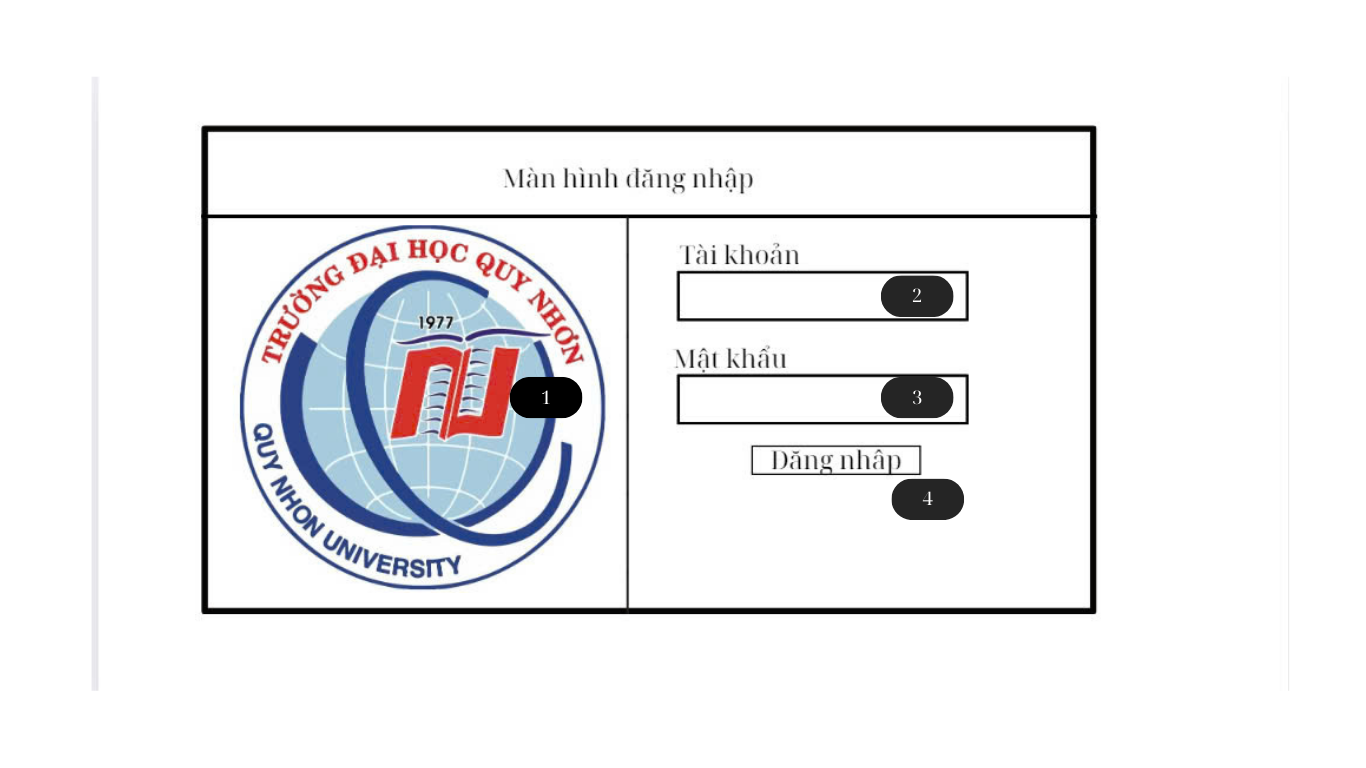 Màn hình đăng nhập
TRƯỜNG ĐẠI HỌC QUY NHƠN
1977
1
QUY NHON UNIVERSITY
Tài khoản
2
Mật khẩu
3
Đăng nhâp
4